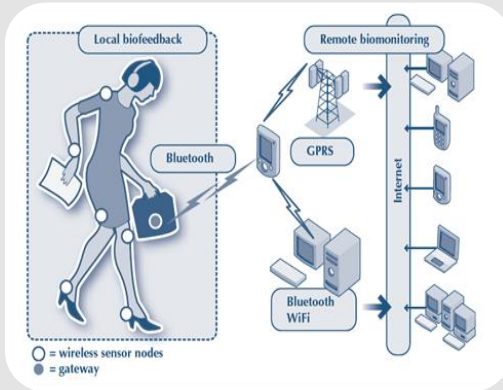 Local biofeedback
Remote biomonitoring
Bluetooth
GPRS
Internet
Bluetooth
WiFi
= wireless sensor nodes
= gateway